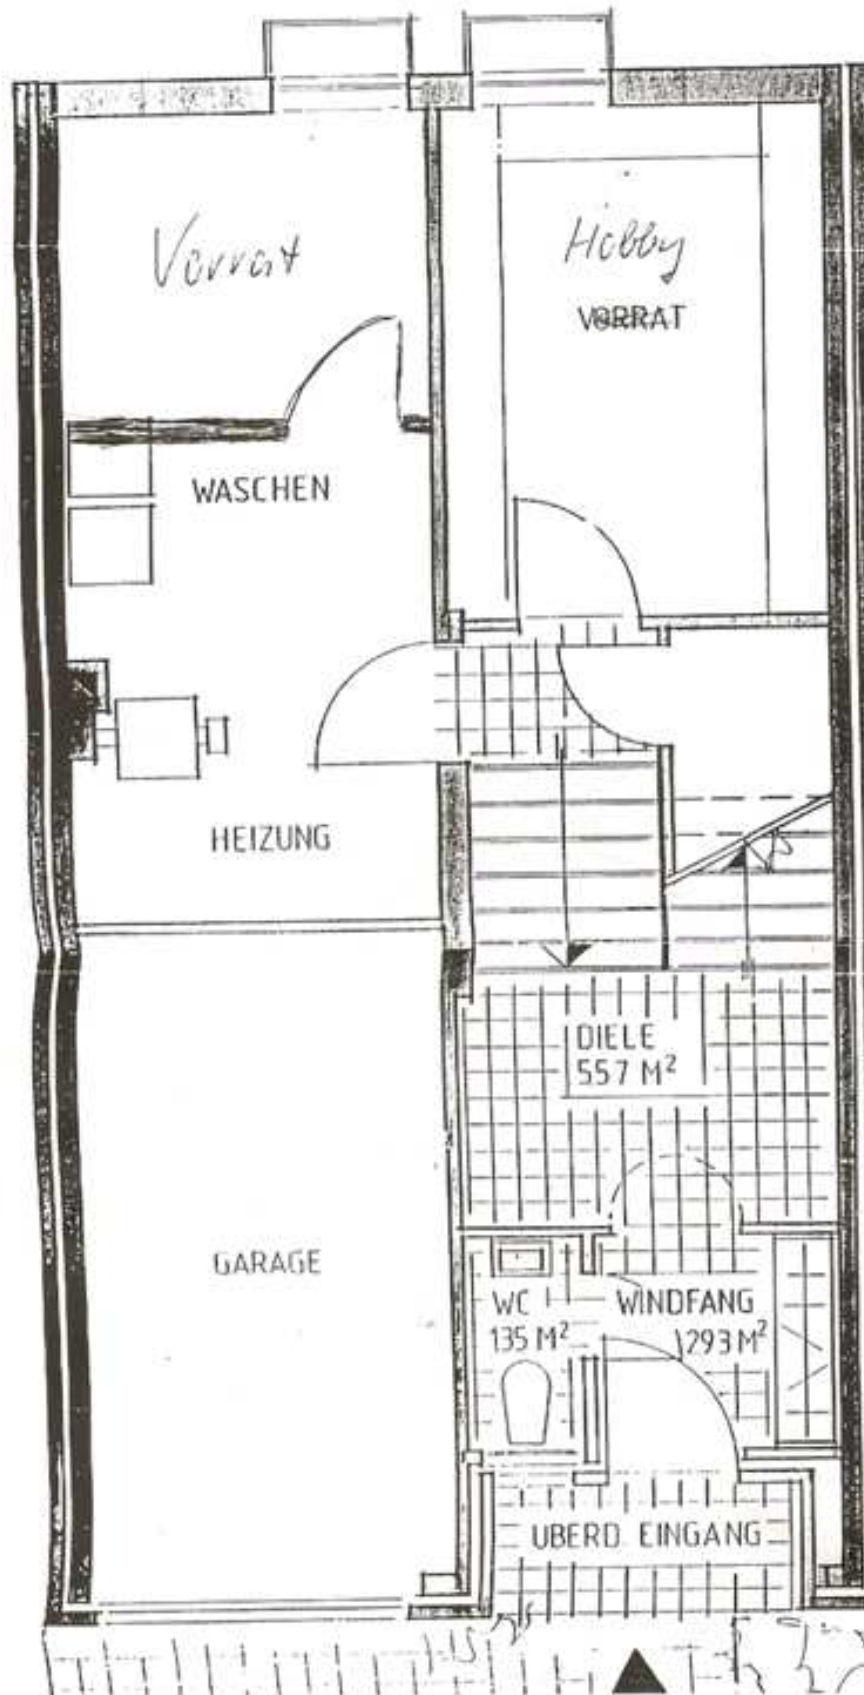 Vorrat
Hobby
VORRAT
WASCHEN
HEIZUNG
DIELE
557 M²
GARAGE
WC
135 M²
WINDFANG
293 M²
UBERD. EINGANG